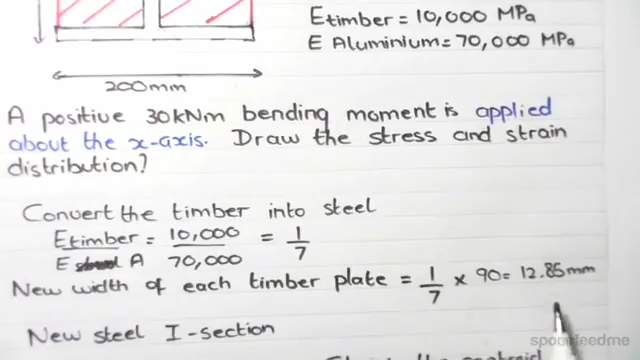 E timber = 10,000 MPa
E Aluminium = 70,000 MPa
200mm
A positive 30kNm bending moment is applied
about the x-axis. Draw the stress and strain
distribution?
Convert the timber into steel
E timber = 10,000 = 1
E A 70,000 7
New width of each timber plate = 1/7 × 90 = 12.85mm
New steel I-section
spoonfeedme